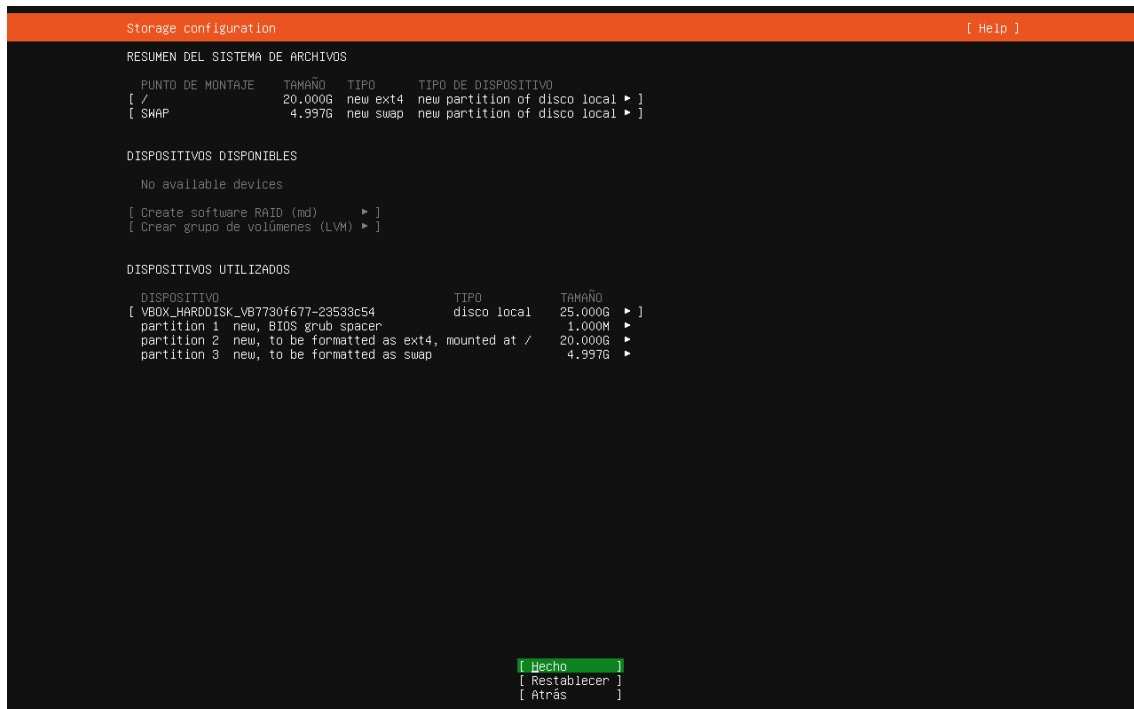 Storage configuration [ Help ]
RESUMEN DEL SISTEMA DE ARCHIVOS
PUNTO DE MONTAJE TAMAÑO TIPO TIPO DE DISPOSITIVO
[ / 20.000G new ext4 new partition of disco local ▸ ]
[ SWAP 4.997G new swap new partition of disco local ▸ ]
DISPOSITIVOS DISPONIBLES
No available devices
[ Create software RAID (md) ▸ ]
[ Crear grupo de volúmenes (LVM) ▸ ]
DISPOSITIVOS UTILIZADOS
DISPOSITIVO TIPO TAMAÑO
[ VBOX_HARDDISK_VB7730f677-23533c54 disco local 25.000G ▸ ]
partition 1 new, BIOS grub spacer 1.000M ▸
partition 2 new, to be formatted as ext4, mounted at / 20.000G ▸
partition 3 new, to be formatted as swap 4.997G ▸
[ Hecho ]
[ Restablecer ]
[ Atrás ]